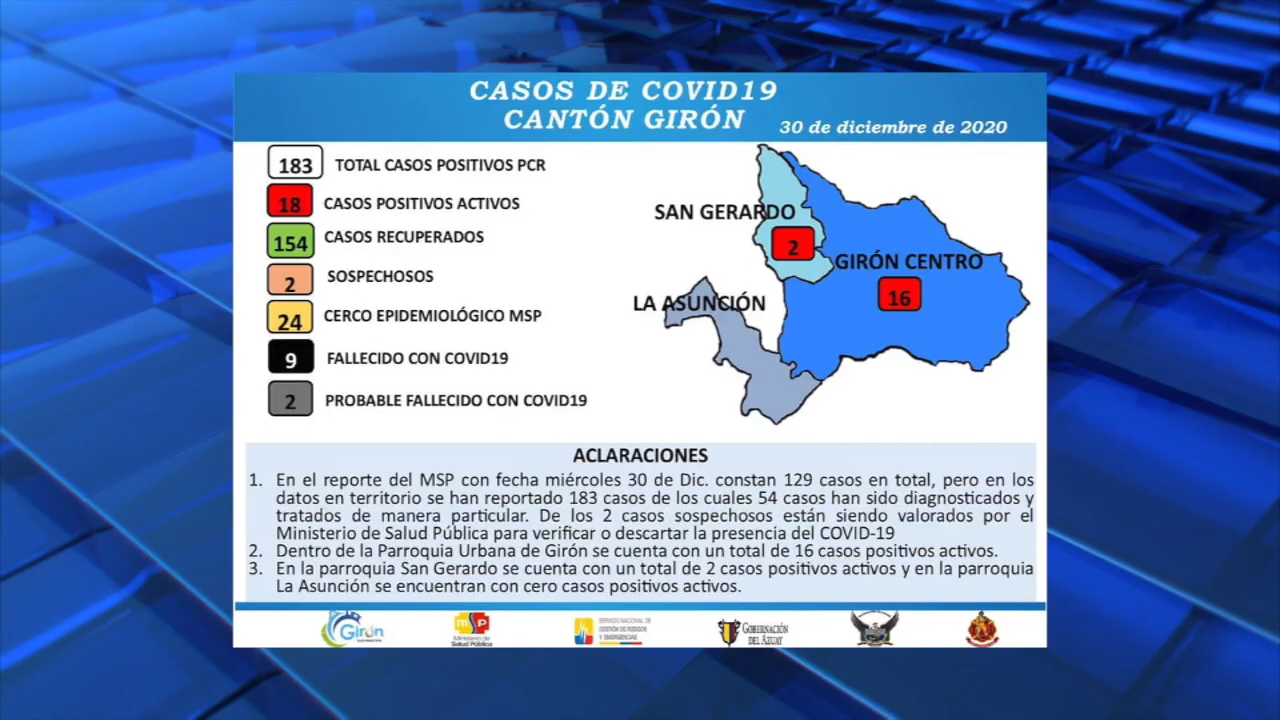 CASOS DE COVID19
CANTÓN GIRÓN
30 de diciembre de 2020
183 TOTAL CASOS POSITIVOS PCR
18 CASOS POSITIVOS ACTIVOS
154 CASOS RECUPERADOS
2 SOSPECHOSOS
24 CERCO EPIDEMIOLÓGICO MSP
9 FALLECIDO CON COVID19
2 PROBABLE FALLECIDO CON COVID19
SAN GERARDO
2
GIRÓN CENTRO
16
LA ASUNCIÓN
ACLARACIONES
1. En el reporte del MSP con fecha miércoles 30 de Dic. constan 129 casos en total, pero en los
datos en territorio se han reportado 183 casos de los cuales 54 casos han sido diagnosticados y
tratados de manera particular. De los 2 casos sospechosos están siendo valorados por el
Ministerio de Salud Pública para verificar o descartar la presencia del COVID-19
2. Dentro de la Parroquia Urbana de Girón se cuenta con un total de 16 casos positivos activos.
3. En la parroquia San Gerardo se cuenta con un total de 2 casos positivos activos y en la parroquia
La Asunción se encuentran con cero casos positivos activos.
Girón
msp
Ministerio de
Salud Pública
SERVICIO NACIONAL DE
GESTIÓN DE RIESGOS
Y EMERGENCIAS
GOBERNACIÓN
DEL AZUAY